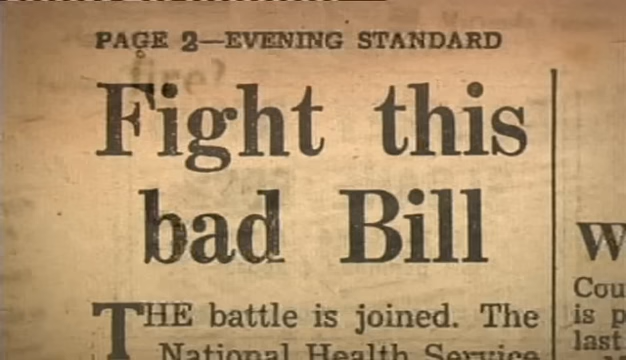 PAGE 2—EVENING STANDARD
Fight this
bad Bill
THE battle is joined. The
National Health Service
W
Cou
is p
last